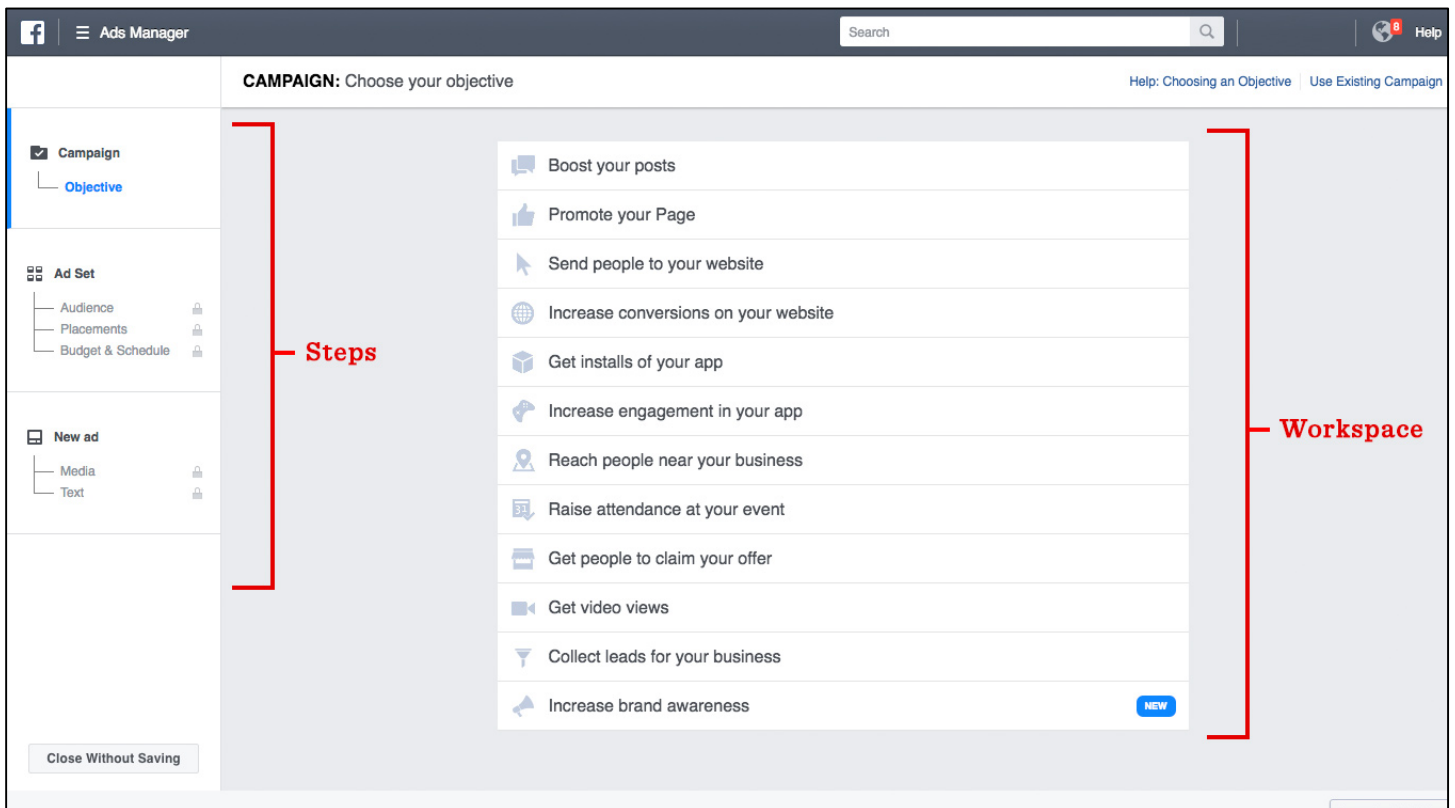 f
Ads Manager
Search
8
Help
CAMPAIGN: Choose your objective
Help: Choosing an Objective
Use Existing Campaign
Campaign
Objective
Ad Set
Audience
Placements
Budget & Schedule
New ad
Media
Text
Close Without Saving
Steps
Boost your posts
Promote your Page
Send people to your website
Increase conversions on your website
Get installs of your app
Increase engagement in your app
Reach people near your business
31
Raise attendance at your event
Get people to claim your offer
Get video views
Collect leads for your business
Increase brand awareness
NEW
Workspace